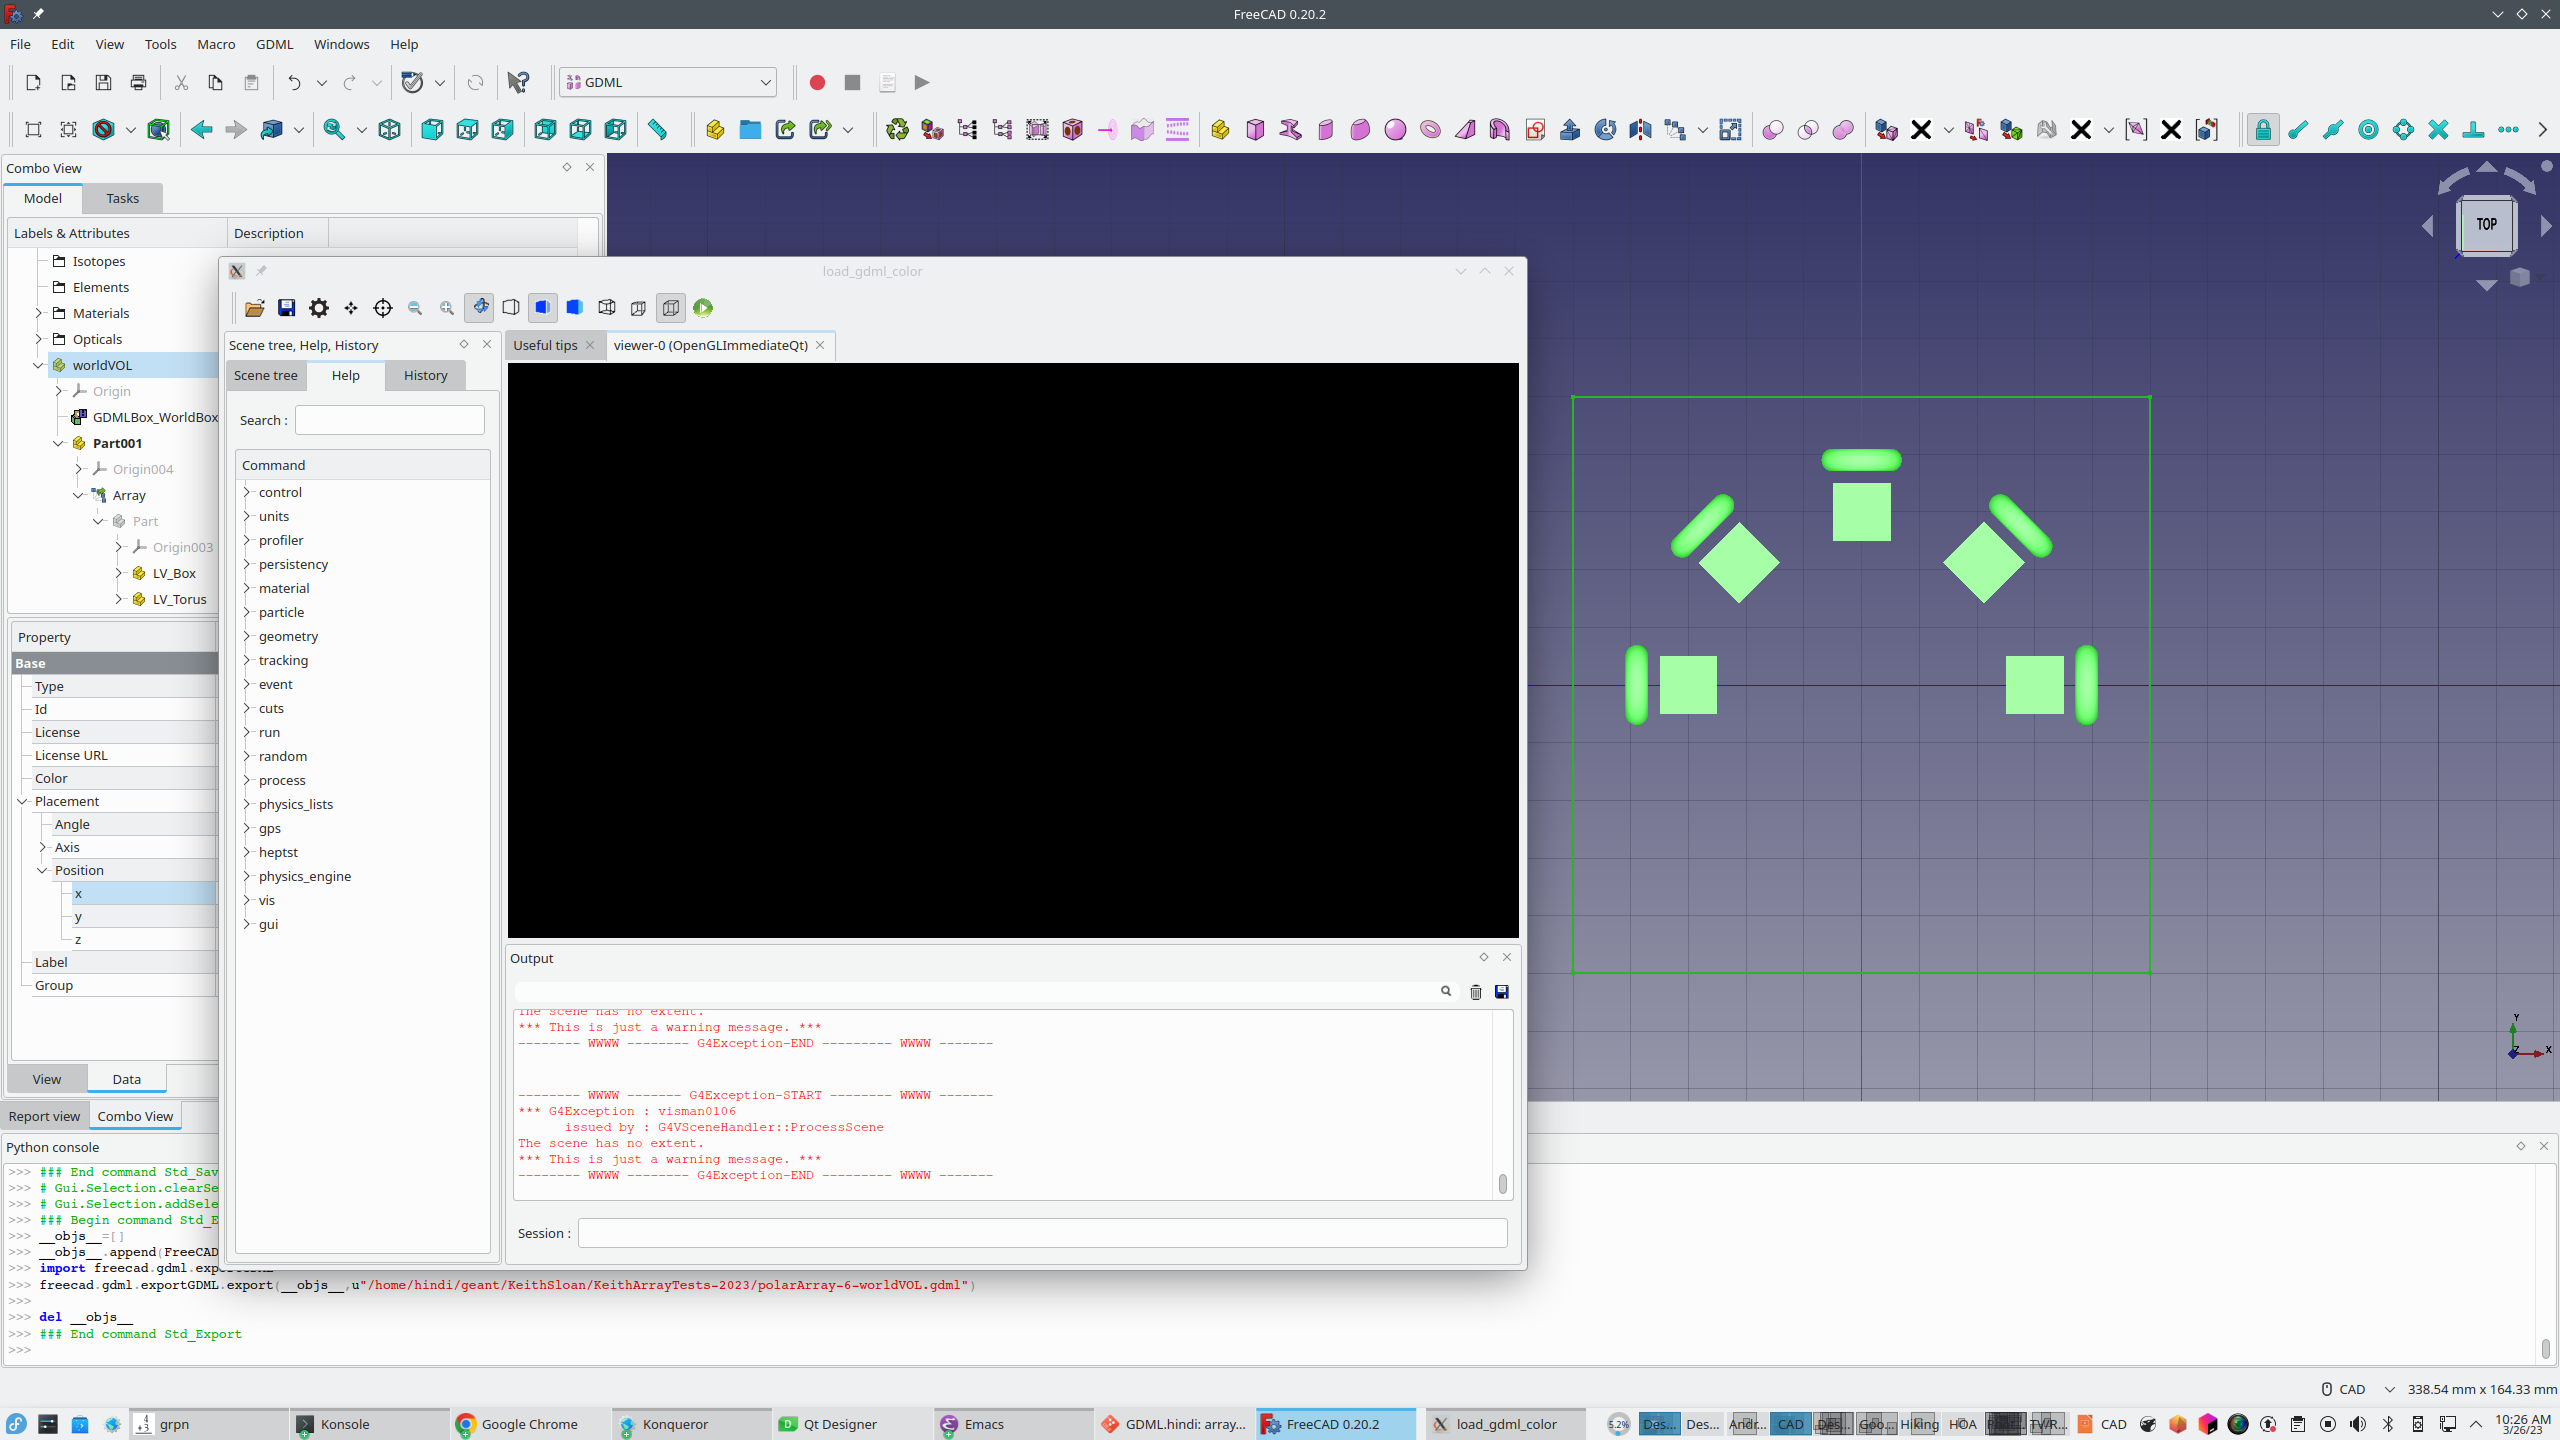 FreeCAD 0.20.2
File Edit View Tools Macro GDML Windows Help
GDML
Combo View
Model Tasks
Labels & Attributes Description
Isotopes
Elements
Materials
Opticals
worldVOL
Origin
GDMLBox_WorldBox
Part001
Origin004
Array
Part
Origin003
LV_Box
LV_Torus
Property
Base
Type
Id
License
License URL
Color
Placement
Angle
Axis
Position
x
y
z
Label
Group
View Data
Report view Combo View
load_gdml_color
Scene tree, Help, History
Scene tree Help History
Search :
Command
control
units
profiler
persistency
material
particle
geometry
tracking
event
cuts
run
random
process
physics_lists
gps
heptst
physics_engine
vis
gui
Useful tips viewer-0 (OpenGLImmediateQt)
Output
The scene has no extent.
*** This is just a warning message. ***
-------- WWWW -------- G4Exception-END --------- WWWW -------
-------- WWWW ------- G4Exception-START -------- WWWW -------
*** G4Exception : visman0106
issued by : G4VSceneHandler::ProcessScene
The scene has no extent.
*** This is just a warning message. ***
-------- WWWW -------- G4Exception-END --------- WWWW -------
Session :
TOP
Y
Z
X
Python console
>>> ### End command Std_Sav
>>> # Gui.Selection.clearSe
>>> # Gui.Selection.addSele
>>> ### Begin command Std_E
>>> __objs__=[]
>>> __objs__.append(FreeCAD
>>> import freecad.gdml.exportGDML
>>> freecad.gdml.exportGDML.export(__objs__,u"/home/hindi/geant/KeithSloan/KeithArrayTests-2023/polarArray-6-worldVOL.gdml")
>>>
>>> del __objs__
>>> ### End command Std_Export
>>>
CAD 338.54 mm x 164.33 mm
grpn Konsole Google Chrome Konqueror Qt Designer Emacs GDML.hindi: array... FreeCAD 0.20.2 load_gdml_color 5.2% Des... Des... Andr... CAD Des... Goo... Hiking HOA TV/R... CAD 10:26 AM
3/26/23